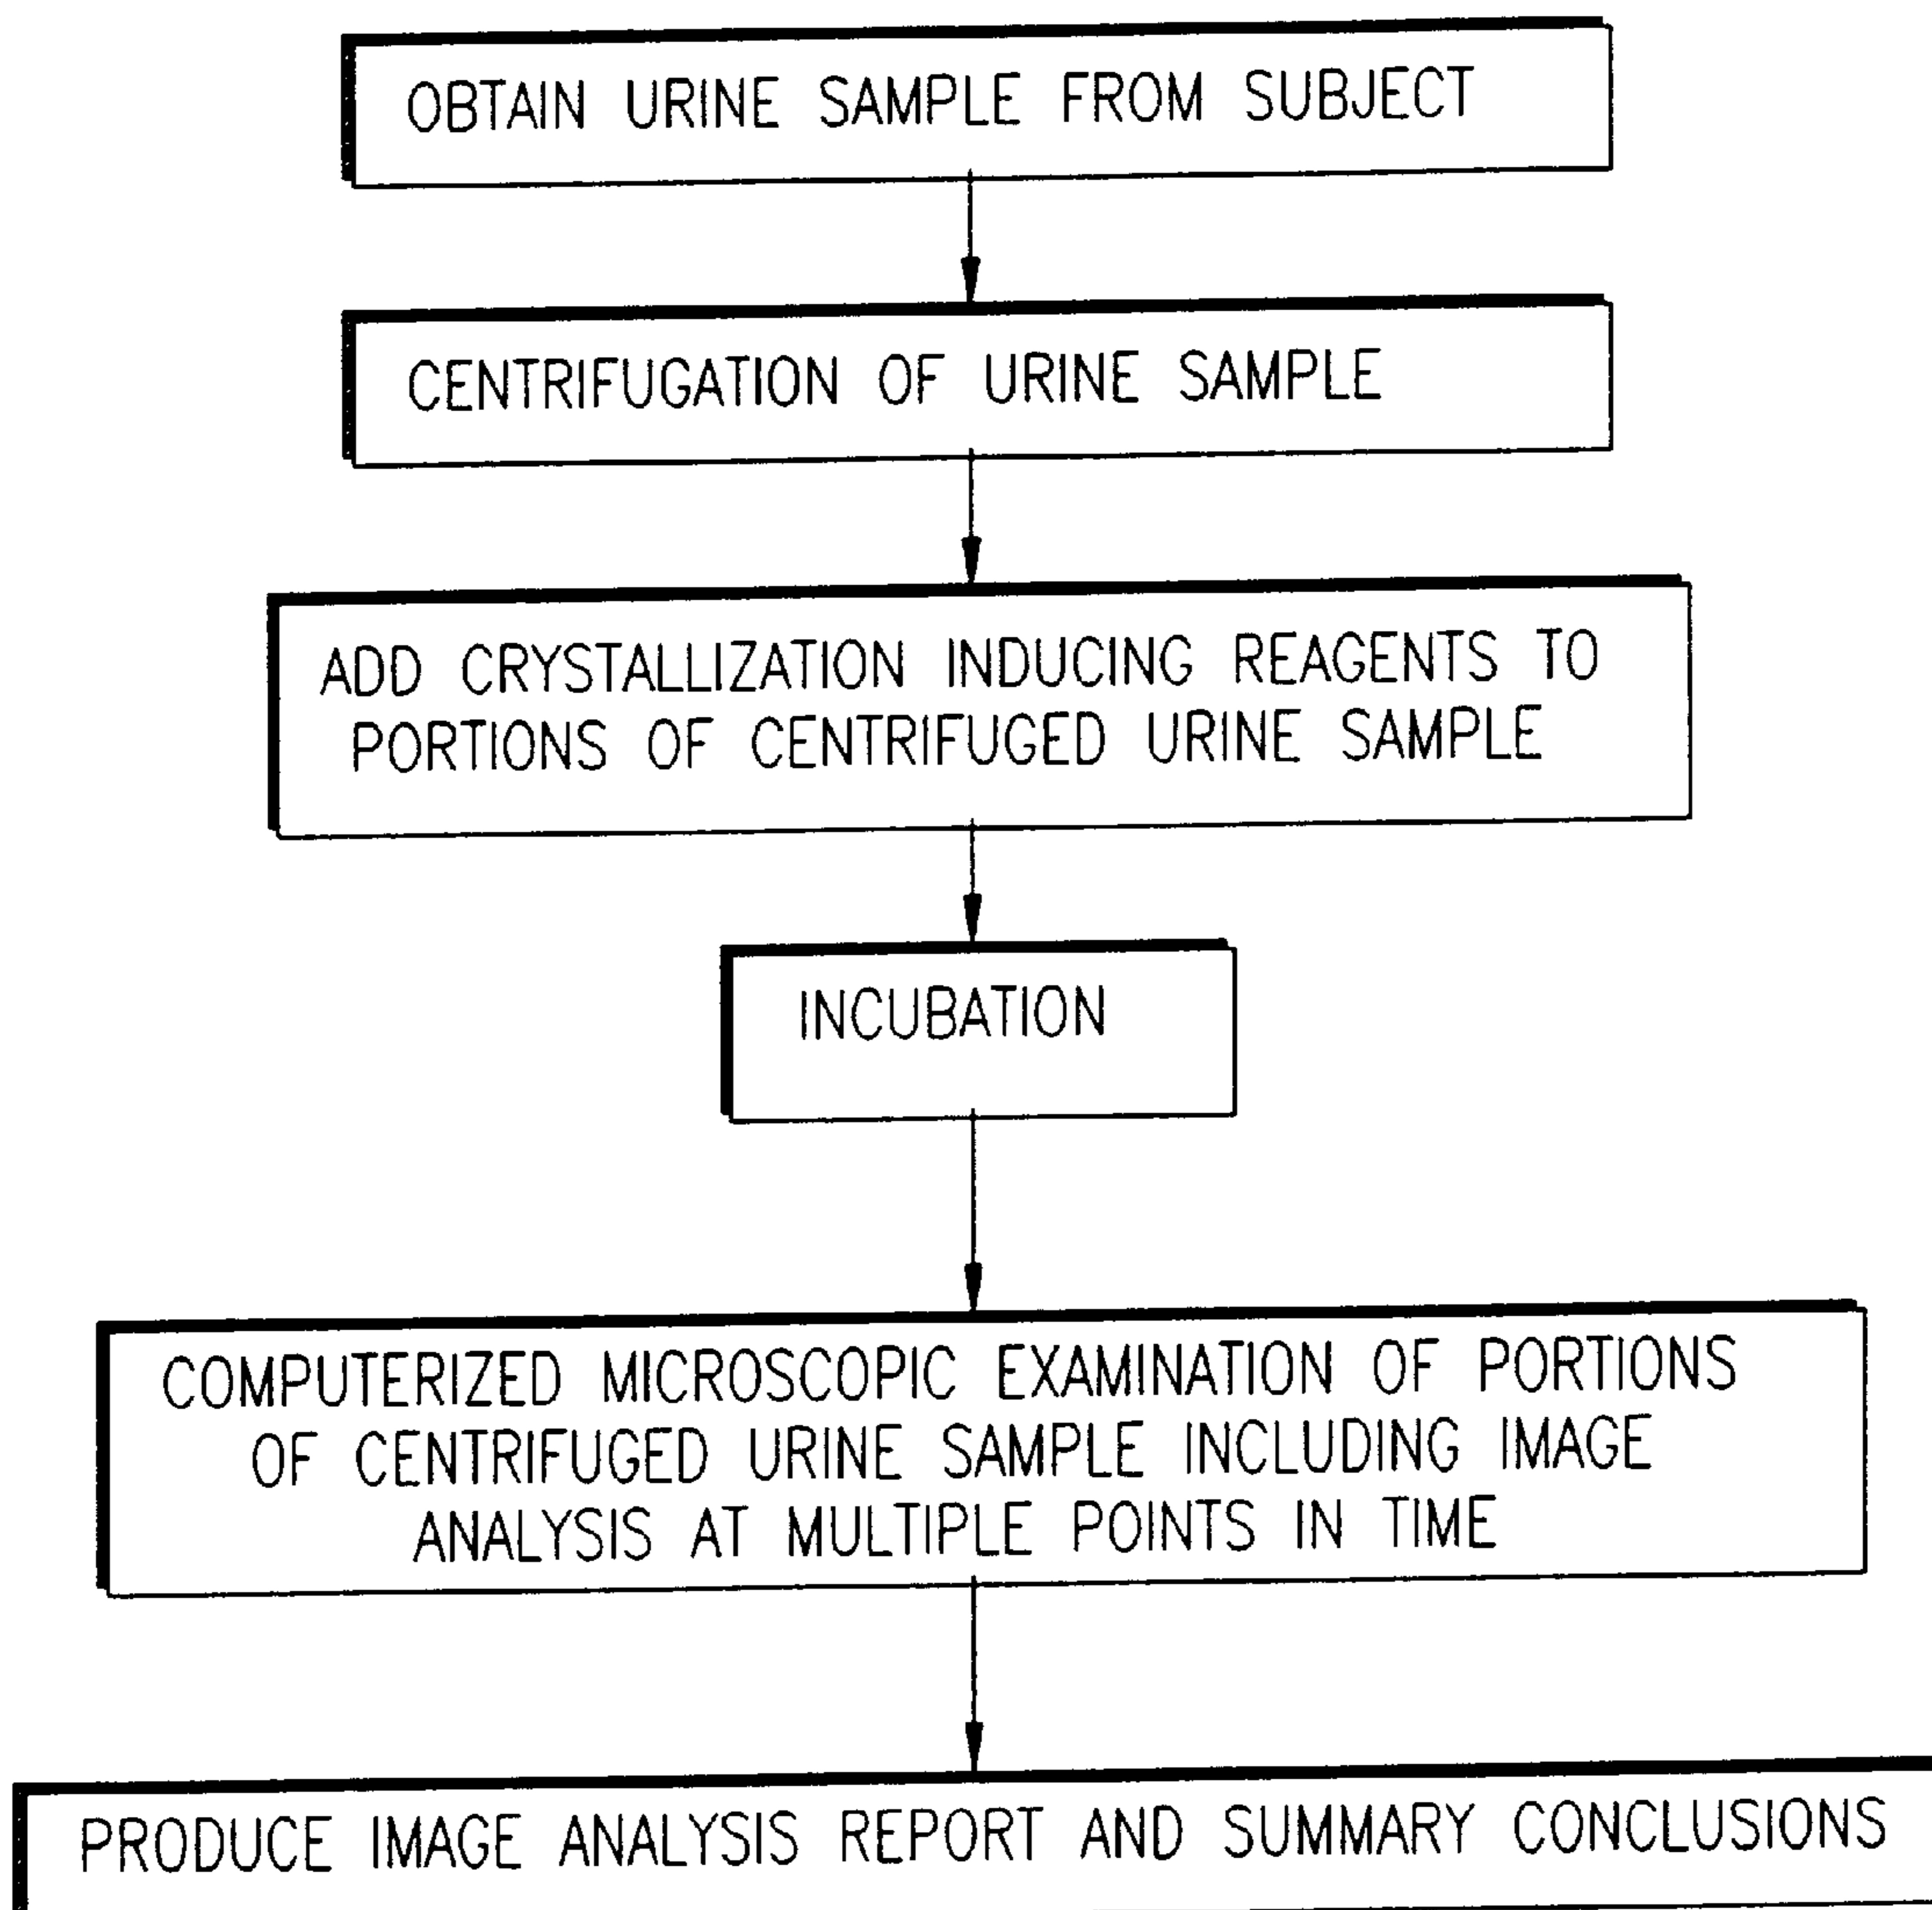 OBTAIN URINE SAMPLE FROM SUBJECT
CENTRIFUGATION OF URINE SAMPLE
ADD CRYSTALLIZATION INDUCING REAGENTS TO
PORTIONS OF CENTRIFUGED URINE SAMPLE
INCUBATION
COMPUTERIZED MICROSCOPIC EXAMINATION OF PORTIONS
OF CENTRIFUGED URINE SAMPLE INCLUDING IMAGE
ANALYSIS AT MULTIPLE POINTS IN TIME
PRODUCE IMAGE ANALYSIS REPORT AND SUMMARY CONCLUSIONS